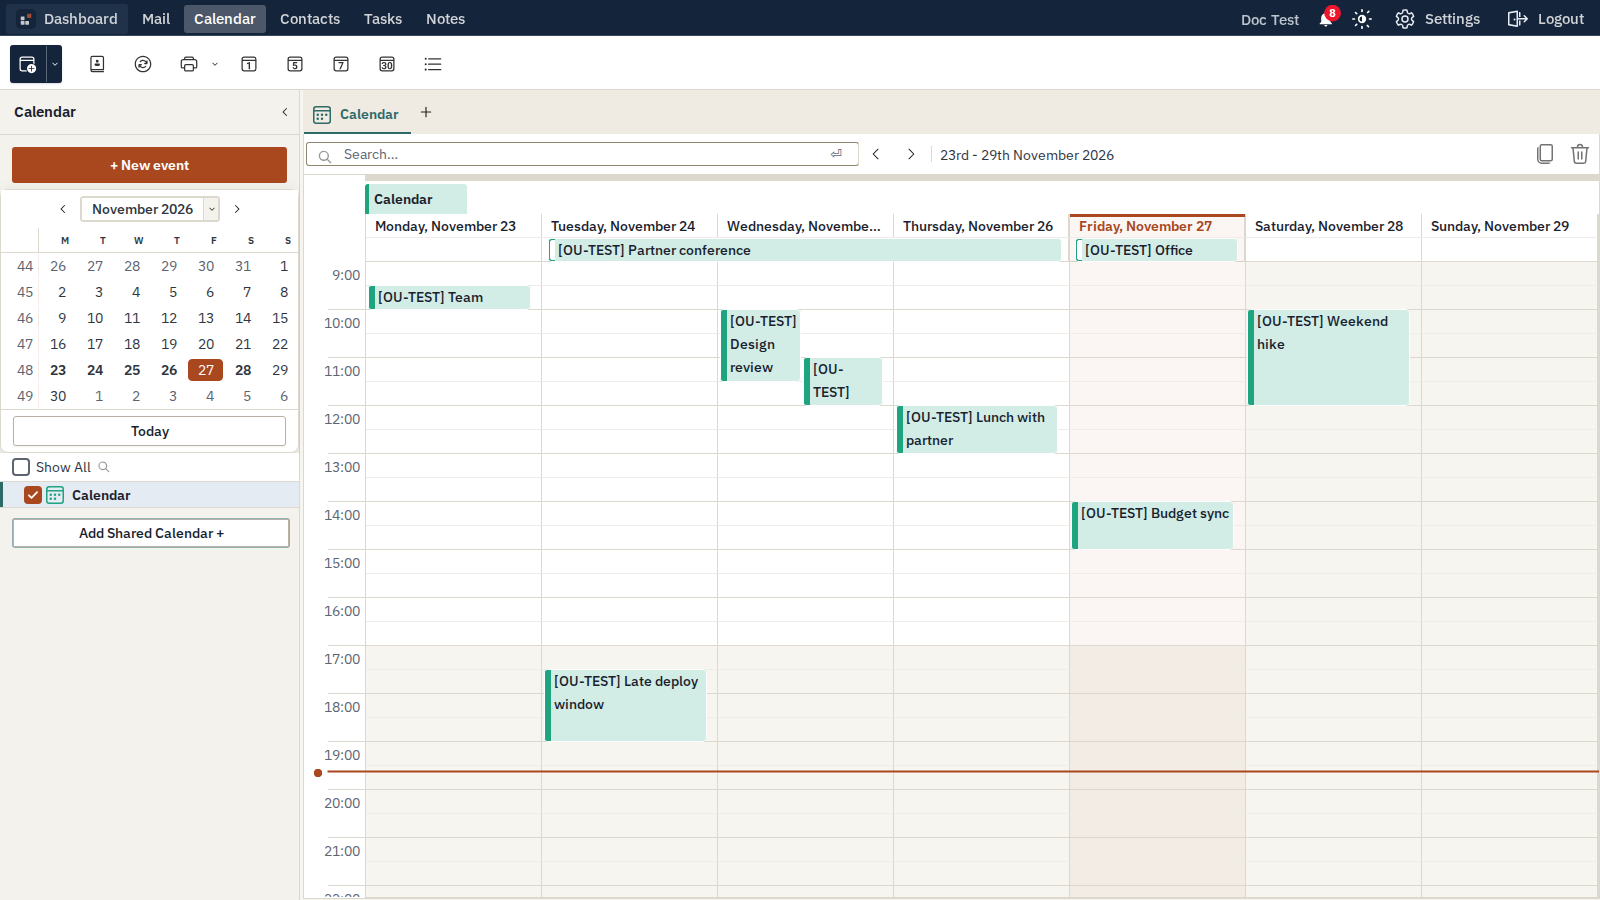 Dashboard
Mail
Calendar
Contacts
Tasks
Notes
Doc Test
8
Settings
Logout
1
5
7
30
Calendar
+ New event
November 2026
M T W T F S S
44 26 27 28 29 30 31 1
45 2 3 4 5 6 7 8
46 9 10 11 12 13 14 15
47 16 17 18 19 20 21 22
48 23 24 25 26 27 28 29
49 30 1 2 3 4 5 6
Today
Show All
Calendar
Add Shared Calendar +
Calendar
Search...
23rd - 29th November 2026
Calendar
Monday, November 23
Tuesday, November 24
Wednesday, Novembe...
Thursday, November 26
Friday, November 27
Saturday, November 28
Sunday, November 29
[OU-TEST] Partner conference
[OU-TEST] Office
9:00
[OU-TEST] Team
10:00
[OU-TEST]
Design
review
[OU-TEST] Weekend
hike
11:00
[OU-
TEST]
12:00
[OU-TEST] Lunch with
partner
13:00
14:00
[OU-TEST] Budget sync
15:00
16:00
17:00
[OU-TEST] Late deploy
window
18:00
19:00
20:00
21:00